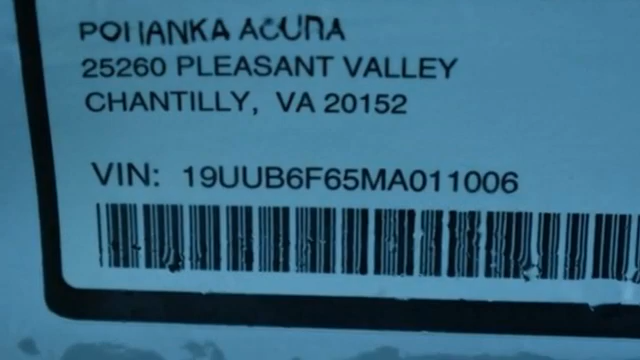 POHANKA ACURA
25260 PLEASANT VALLEY
CHANTILLY, VA 20152
VIN: 19UUB6F65MA011006